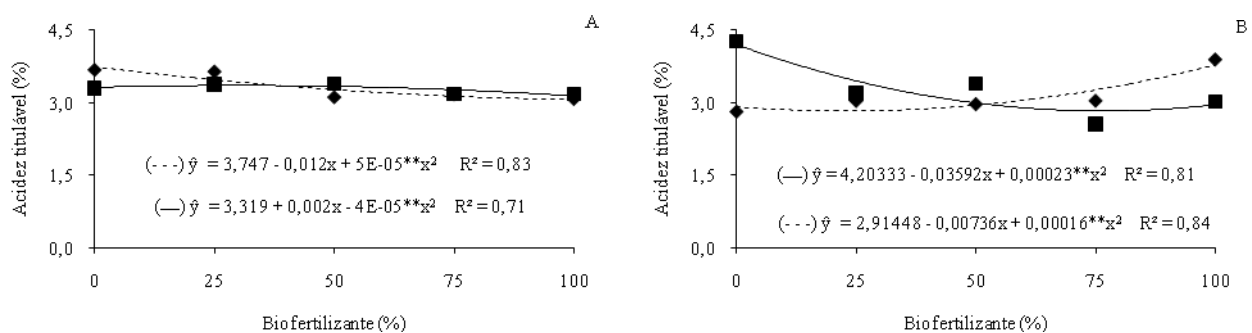 A
4,5
3,0
1,5
0,0
Acidez titulável (%)
(- - -) ŷ = 3,747 - 0,012x + 5E-05**x² R² = 0,83
(—) ŷ = 3,319 + 0,002x - 4E-05**x² R² = 0,71
0 25 50 75 100
Biofertilizante (%)
B
4,5
3,0
1,5
0,0
Acidez titulável (%)
(—) ŷ = 4,20333 - 0,03592x + 0,00023**x² R² = 0,81
(- - -) ŷ = 2,91448 - 0,00736x + 0,00016**x² R² = 0,84
0 25 50 75 100
Biofertilizante (%)